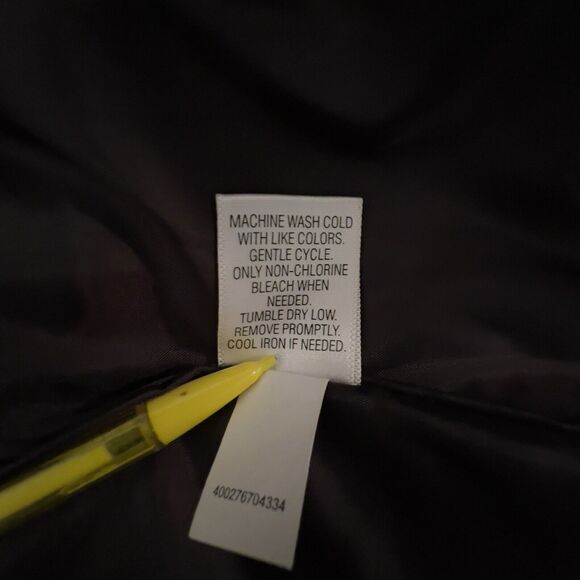 MACHINE WASH COLD
WITH LIKE COLORS.
GENTLE CYCLE.
ONLY NON-CHLORINE
BLEACH WHEN
NEEDED.
TUMBLE DRY LOW.
REMOVE PROMPTLY.
COOL IRON IF NEEDED.
400276704334